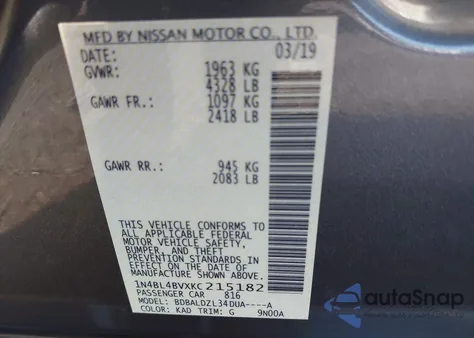 MFD BY NISSAN MOTOR CO., LTD.
DATE: 03/19
GVWR: 1963 KG
4328 LB
GAWR FR.: 1097 KG
2418 LB
GAWR RR.: 945 KG
2083 LB
THIS VEHICLE CONFORMS TO
ALL APPLICABLE FEDERAL
MOTOR VEHICLE SAFETY,
BUMPER, AND THEFT
PREVENTION STANDARDS IN
EFFECT ON THE DATE OF
MANUFACTURE SHOWN ABOVE.
1N4BL4BVXKC215182
PASSENGER CAR 816
MODEL: BDBALDZL34DUA----A
COLOR: KAD TRIM: G 9N00A
autoSnap